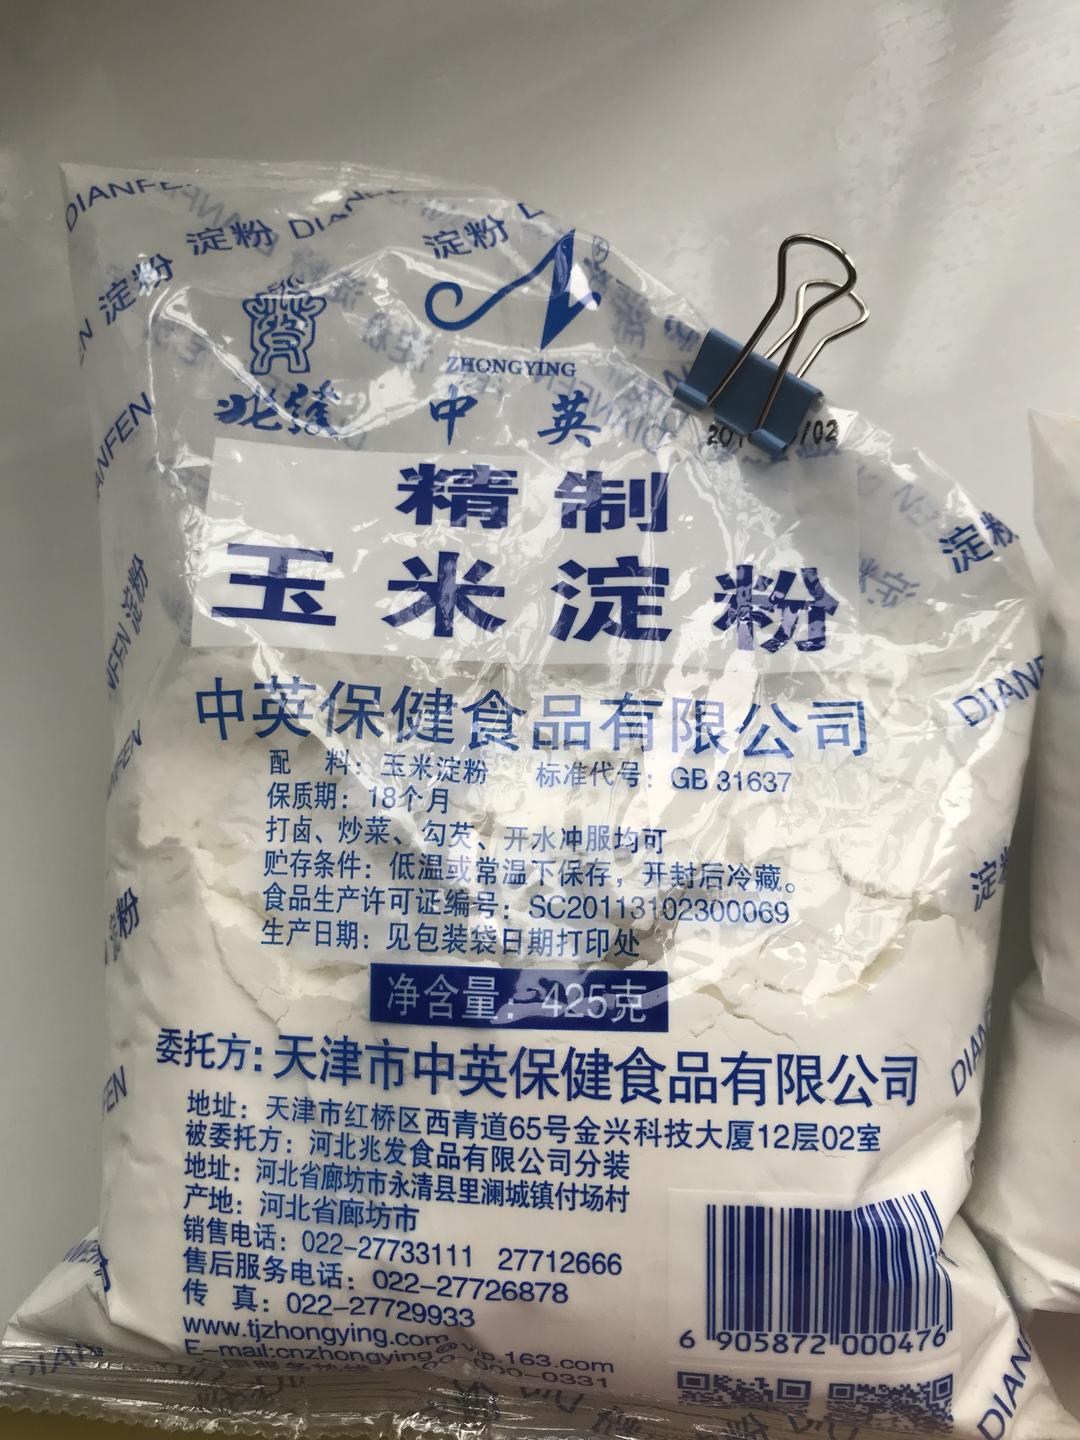 淀粉 DIANFEN
淀粉
淀粉
ZHONGYING
兆發
中英
精制
玉米淀粉
中英保健食品有限公司
配 料：玉米淀粉 标准代号：GB 31637
保质期：18个月
打卤、炒菜、勾芡、开水冲服均可
贮存条件：低温或常温下保存，开封后冷藏。
食品生产许可证编号：SC20113102300069
生产日期：见包装袋日期打印处
净含量：425克
委托方：天津市中英保健食品有限公司
地址：天津市红桥区西青道65号金兴科技大厦12层02室
被委托方：河北兆发食品有限公司分装
地址：河北省廊坊市永清县里澜城镇付场村
产地：河北省廊坊市
销售电话：022-27733111 27712666
售后服务电话：022-27726878
传 真：022-27729933
www.tjzhongying.com
E-mail:cnzhongying@vip.163.com
6 905872 000476